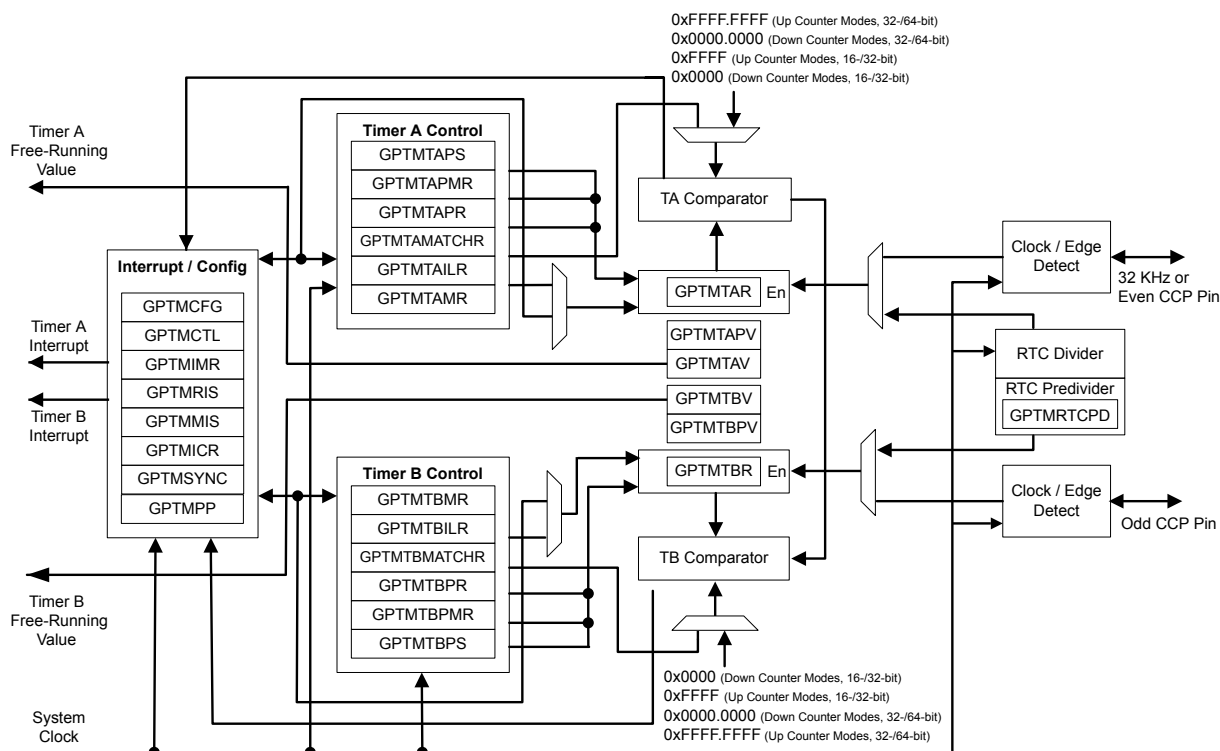 0xFFFF.FFFF (Up Counter Modes, 32-/64-bit)
0x0000.0000 (Down Counter Modes, 32-/64-bit)
0xFFFF (Up Counter Modes, 16-/32-bit)
0x0000 (Down Counter Modes, 16-/32-bit)
Timer A
Free-Running
Value
Timer A Control
GPTMTAPS
GPTMTAPMR
GPTMTAPR
GPTMTAMATCHR
GPTMTAILR
GPTMTAMR
TA Comparator
GPTMTAR En
Clock / Edge
Detect
32 KHz or
Even CCP Pin
Interrupt / Config
GPTMCFG
GPTMCTL
GPTMIMR
GPTMRIS
GPTMMIS
GPTMICR
GPTMSYNC
GPTMPP
Timer A
Interrupt
Timer B
Interrupt
GPTMTAPV
GPTMTAV
GPTMTBV
GPTMTBPV
RTC Divider
RTC Predivider
GPTMRTCPD
Timer B Control
GPTMTBMR
GPTMTBILR
GPTMTBMATCHR
GPTMTBPR
GPTMTBPMR
GPTMTBPS
GPTMTBR En
TB Comparator
Clock / Edge
Detect
Odd CCP Pin
Timer B
Free-Running
Value
0x0000 (Down Counter Modes, 16-/32-bit)
0xFFFF (Up Counter Modes, 16-/32-bit)
0x0000.0000 (Down Counter Modes, 32-/64-bit)
0xFFFF.FFFF (Up Counter Modes, 32-/64-bit)
System
Clock